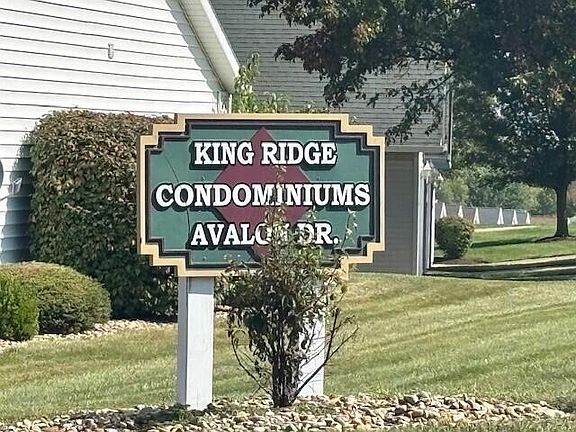 KING RIDGE
CONDOMINIUMS
AVALON DR.